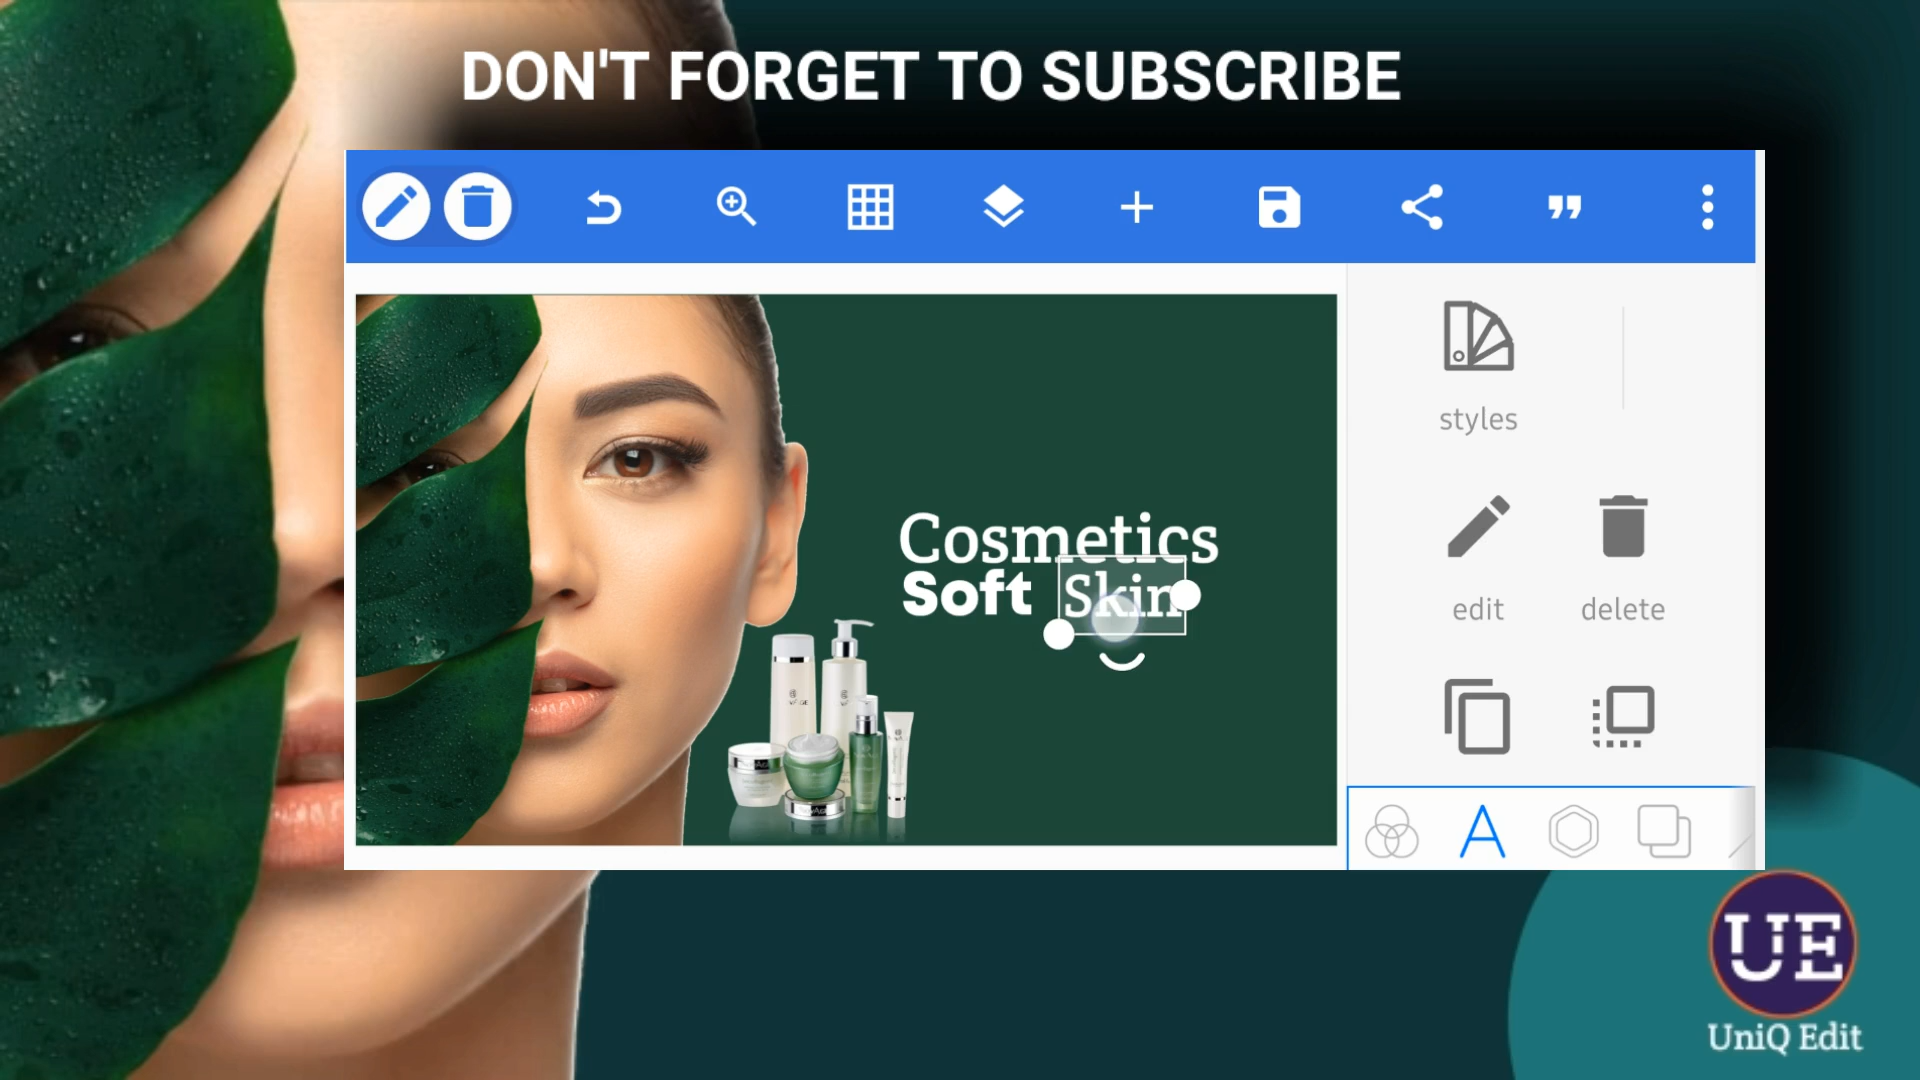 DON'T FORGET TO SUBSCRIBE
styles
Cosmetics
Soft Skin
edit
delete
UE
UniQ Edit